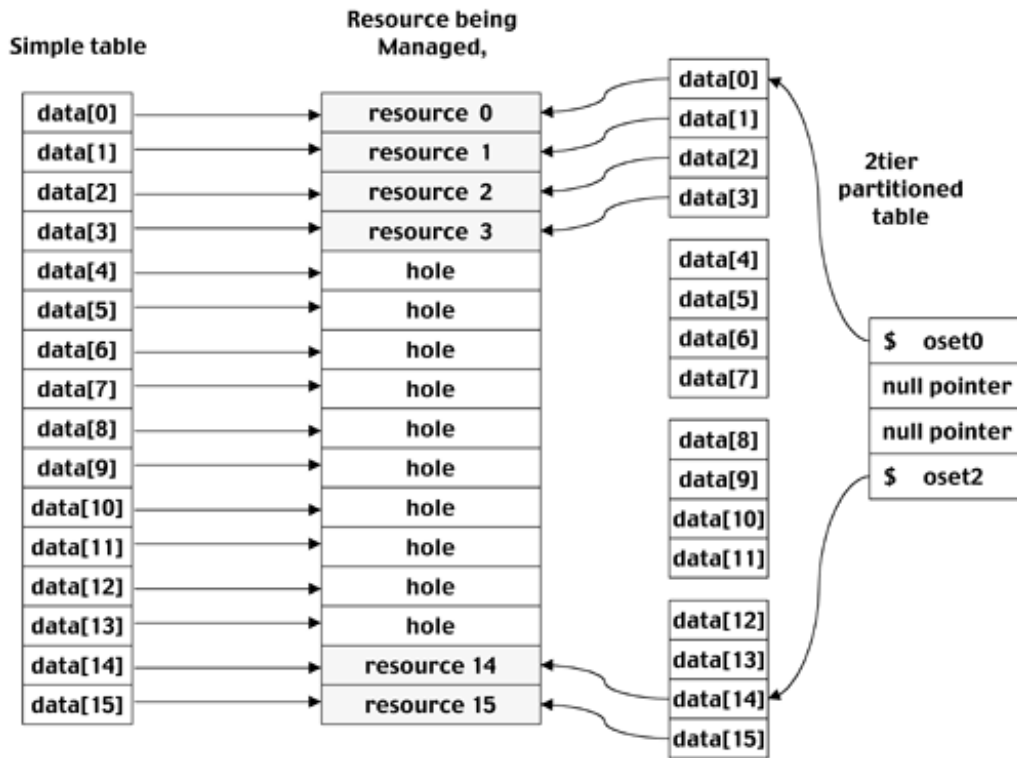 Simple table
Resource being
Managed,
data[0]
data[1]
data[2]
data[3]
data[4]
data[5]
data[6]
data[7]
data[8]
data[9]
data[10]
data[11]
data[12]
data[13]
data[14]
data[15]
resource 0
resource 1
resource 2
resource 3
hole
hole
hole
hole
hole
hole
hole
hole
hole
hole
resource 14
resource 15
data[0]
data[1]
data[2]
data[3]
data[4]
data[5]
data[6]
data[7]
data[8]
data[9]
data[10]
data[11]
data[12]
data[13]
data[14]
data[15]
2tier
partitioned
table
$ oset0
null pointer
null pointer
$ oset2